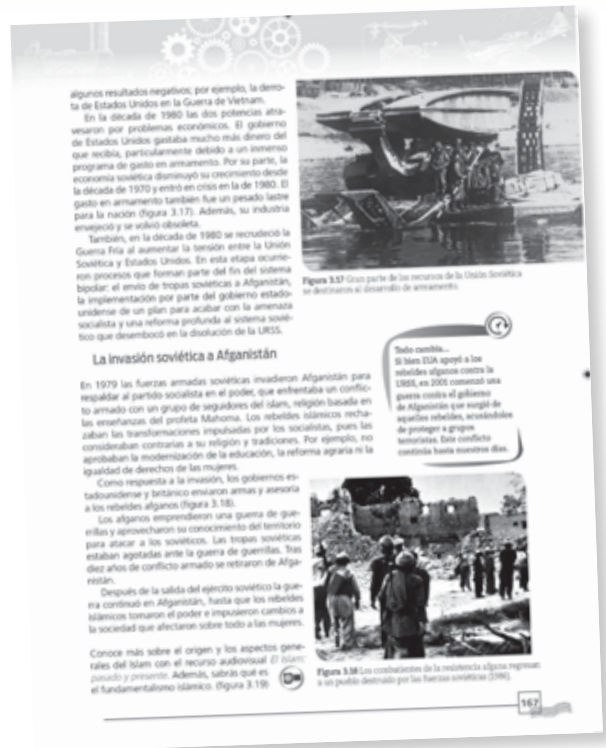 algunos resultados negativos; por ejemplo, la derro-
ta de Estados Unidos en la Guerra de Vietnam.
En la década de 1980 las dos potencias atra-
vesaron por problemas económicos. El gobierno
de Estados Unidos gastaba mucho más dinero del
que recibía, particularmente debido a un inmenso
programa de gasto en armamento. Por su parte, la
economía soviética disminuyó su crecimiento desde
la década de 1970 y entró en crisis en la de 1980. El
gasto en armamento también fue un pesado lastre
para la nación (figura 3.17). Además, su industria
envejeció y se volvió obsoleta.
También, en la década de 1980 se recrudeció la
Guerra Fría al aumentar la tensión entre la Unión
Soviética y Estados Unidos. En esta etapa ocurrie-
ron procesos que forman parte del fin del sistema
bipolar: el envío de tropas soviéticas a Afganistán,
la implementación por parte del gobierno estado-
unidense de un plan para acabar con la amenaza
socialista y una reforma profunda al sistema sovié-
tico que desembocó en la disolución de la URSS.
Figura 3.17 Gran parte de los recursos de la Unión Soviética
se destinaron al desarrollo de armamento.
La invasión soviética a Afganistán
En 1979 las fuerzas armadas soviéticas invadieron Afganistán para
respaldar al partido socialista en el poder, que enfrentaba un conflic-
to armado con un grupo de seguidores del islam, religión basada en
las enseñanzas del profeta Mahoma. Los rebeldes islámicos recha-
zaban las transformaciones impulsadas por los socialistas, pues las
consideraban contrarias a su religión y tradiciones. Por ejemplo, no
aprobaban la modernización de la educación, la reforma agraria ni la
igualdad de derechos de las mujeres.
Como respuesta a la invasión, los gobiernos es-
tadounidense y británico enviaron armas y asesoría
a los rebeldes afganos (figura 3.18).
Los afganos emprendieron una guerra de gue-
rrillas y aprovecharon su conocimiento del territorio
para atacar a los soviéticos. Las tropas soviéticas
estaban agotadas ante la guerra de guerrillas. Tras
diez años de conflicto armado se retiraron de Afga-
nistán.
Después de la salida del ejército soviético la gue-
rra continuó en Afganistán, hasta que los rebeldes
islámicos tomaron el poder e impusieron cambios a
la sociedad que afectaron sobre todo a las mujeres.
Conoce más sobre el origen y los aspectos gene-
rales del Islam con el recurso audiovisual El Islam:
pasado y presente. Además, sabrás qué es
el fundamentalismo islámico. (figura 3.19)
Todo cambia...
Si bien EUA apoyó a los
rebeldes afganos contra la
URSS, en 2001 comenzó una
guerra contra el gobierno
de Afganistán que surgió de
aquellos rebeldes, acusándolos
de proteger a grupos
terroristas. Este conflicto
continúa hasta nuestros días.
Figura 3.18 Los combatientes de la resistencia afgana regresan
a un pueblo destruido por las fuerzas soviéticas (1986).
167